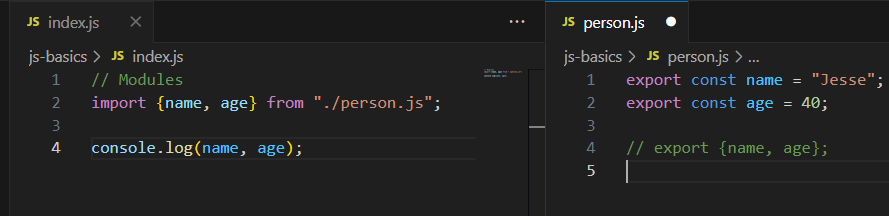 JS index.js ×
js-basics > JS index.js
1 // Modules
2 import {name, age} from "./person.js";
3
4 console.log(name, age);
JS person.js ●
js-basics > JS person.js > ...
1 export const name = "Jesse";
2 export const age = 40;
3
4 // export {name, age};
5